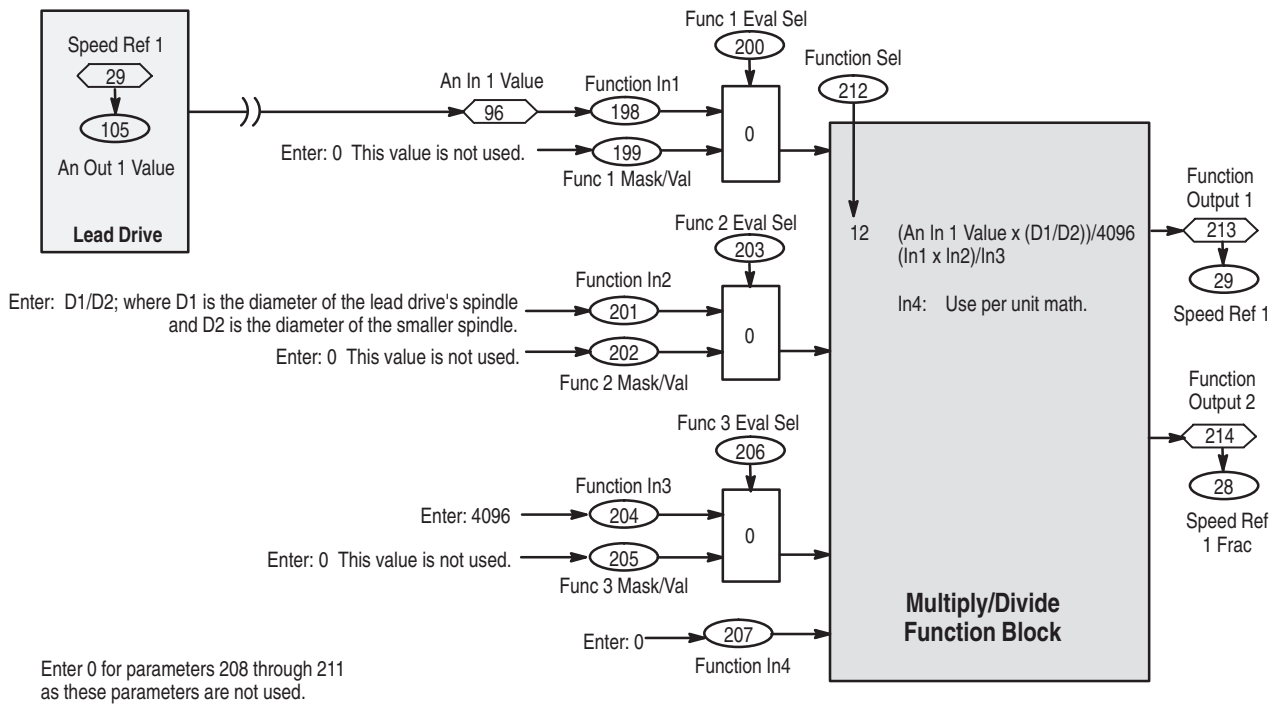 Func 1 Eval Sel
200
Speed Ref 1
29
105
An Out 1 Value
Lead Drive
An In 1 Value
96
Function In1
198
Enter: 0 This value is not used.
199
Func 1 Mask/Val
0
Function Sel
212
Func 2 Eval Sel
203
12 (An In 1 Value x (D1/D2))/4096
(In1 x In2)/In3
In4: Use per unit math.
Function
Output 1
213
29
Speed Ref 1
Function In2
Enter: D1/D2; where D1 is the diameter of the lead drive's spindle
and D2 is the diameter of the smaller spindle.
201
0
Enter: 0 This value is not used.
202
Func 2 Mask/Val
Function
Output 2
214
28
Speed Ref
1 Frac
Func 3 Eval Sel
206
Function In3
Enter: 4096
204
0
Enter: 0 This value is not used.
205
Func 3 Mask/Val
Multiply/Divide
Function Block
Enter: 0
207
Function In4
Enter 0 for parameters 208 through 211
as these parameters are not used.